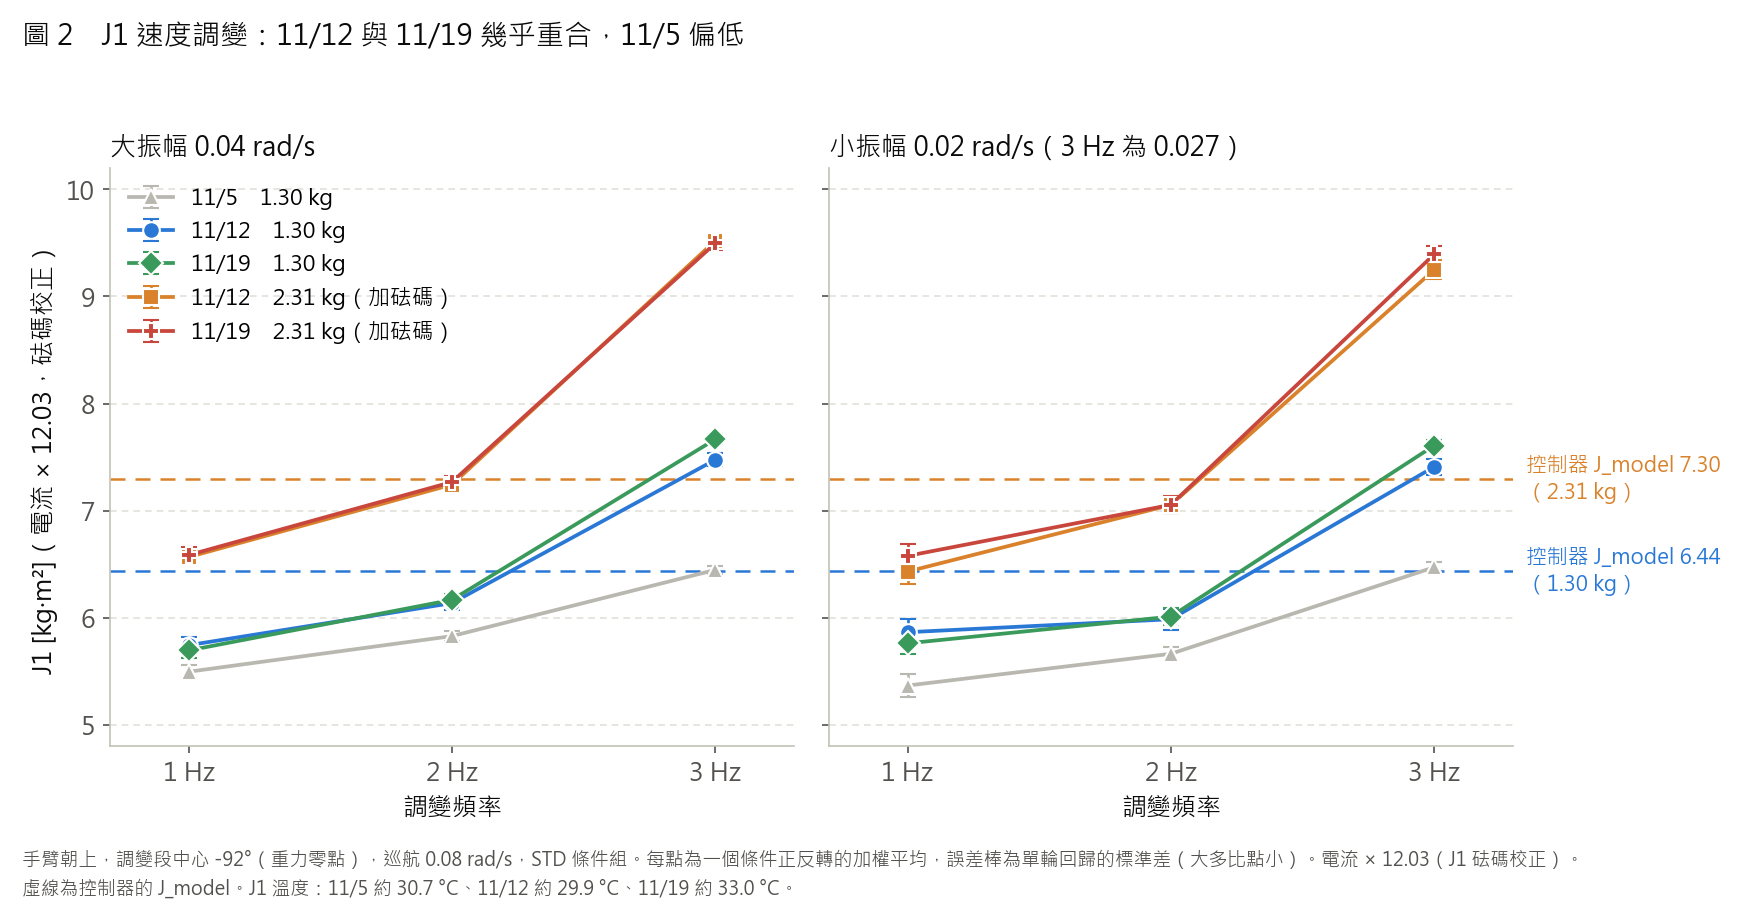 圖 2　J1 速度調變：11/12 與 11/19 幾乎重合，11/5 偏低
大振幅 0.04 rad/s
小振幅 0.02 rad/s（3 Hz 為 0.027）
J1 [kg·m²]（電流 × 12.03，砝碼校正）
10
9
8
7
6
5
11/5　1.30 kg
11/12　1.30 kg
11/19　1.30 kg
11/12　2.31 kg（加砝碼）
11/19　2.31 kg（加砝碼）
控制器 J_model 7.30
（2.31 kg）
控制器 J_model 6.44
（1.30 kg）
1 Hz
2 Hz
3 Hz
1 Hz
2 Hz
3 Hz
調變頻率
調變頻率
手臂朝上，調變段中心 -92°（重力零點），巡航 0.08 rad/s，STD 條件組。每點為一個條件正反轉的加權平均，誤差棒為單輪回歸的標準差（大多比點小）。電流 × 12.03（J1 砝碼校正）。
虛線為控制器的 J_model。J1 溫度：11/5 約 30.7 °C、11/12 約 29.9 °C、11/19 約 33.0 °C。